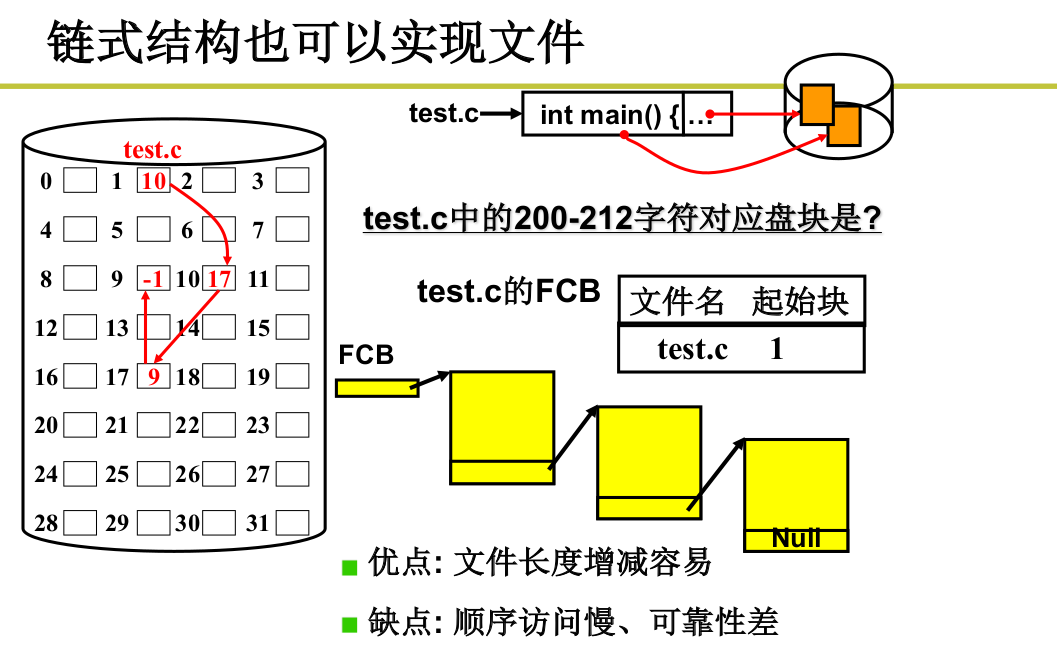 链式结构也可以实现文件
test.c
int main() { …
test.c
0 1 10 2 3
4 5 6 7
8 9 -1 10 17 11
12 13 14 15
16 17 9 18 19
20 21 22 23
24 25 26 27
28 29 30 31
test.c中的200-212字符对应盘块是?
test.c的FCB
文件名 起始块
test.c 1
FCB
Null
优点: 文件长度增减容易
缺点: 顺序访问慢、可靠性差